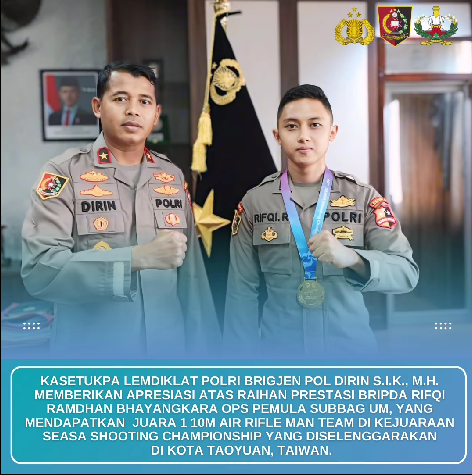 DIRIN
POLRI
RIFQI.R
POLRI
KASETUKPA LEMDIKLAT POLRI BRIGJEN POL DIRIN S.I.K., M.H.
MEMBERIKAN APRESIASI ATAS RAIHAN PRESTASI BRIPDA RIFQI
RAMDHAN BHAYANGKARA OPS PEMULA SUBBAG UM, YANG
MENDAPATKAN JUARA 1 10M AIR RIFLE MAN TEAM DI KEJUARAAN
SEASA SHOOTING CHAMPIONSHIP YANG DISELENGGARAKAN
DI KOTA TAOYUAN, TAIWAN.